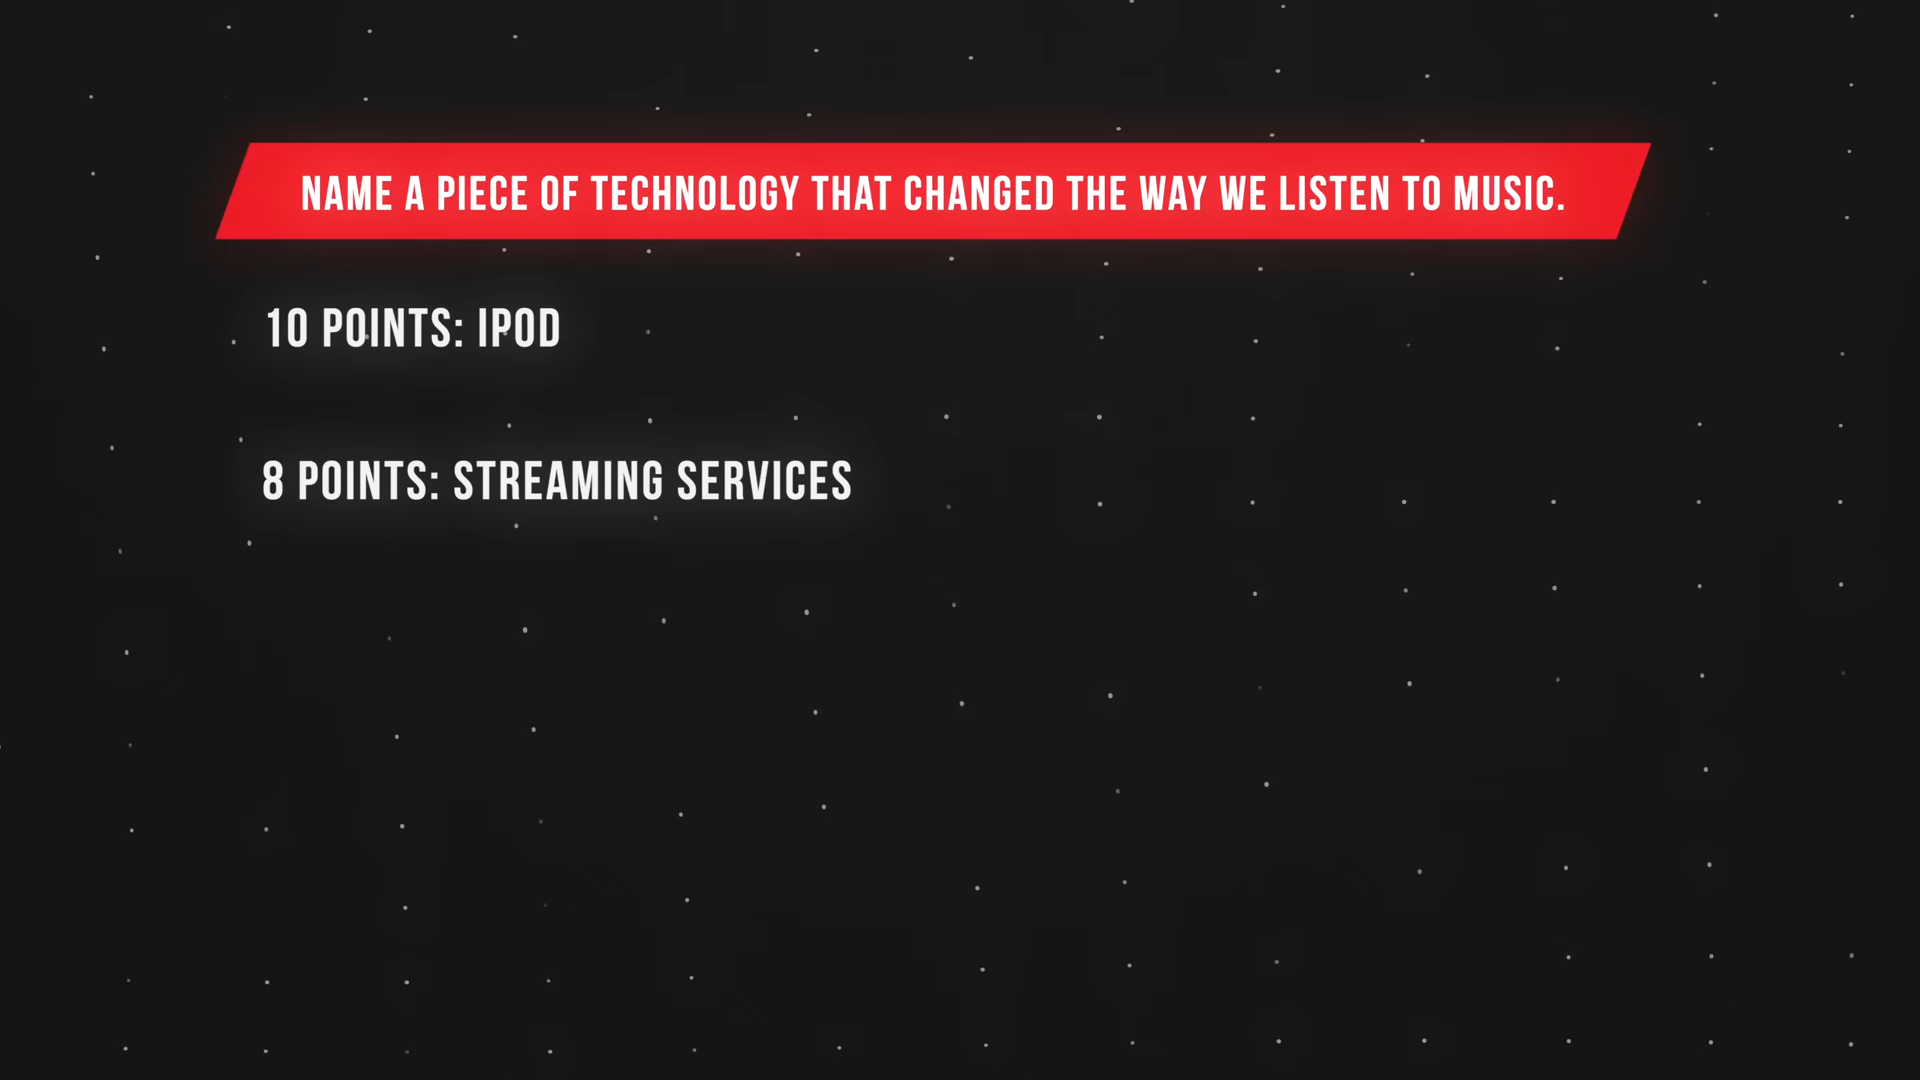 NAME A PIECE OF TECHNOLOGY THAT CHANGED THE WAY WE LISTEN TO MUSIC.
10 POINTS: IPOD
8 POINTS: STREAMING SERVICES